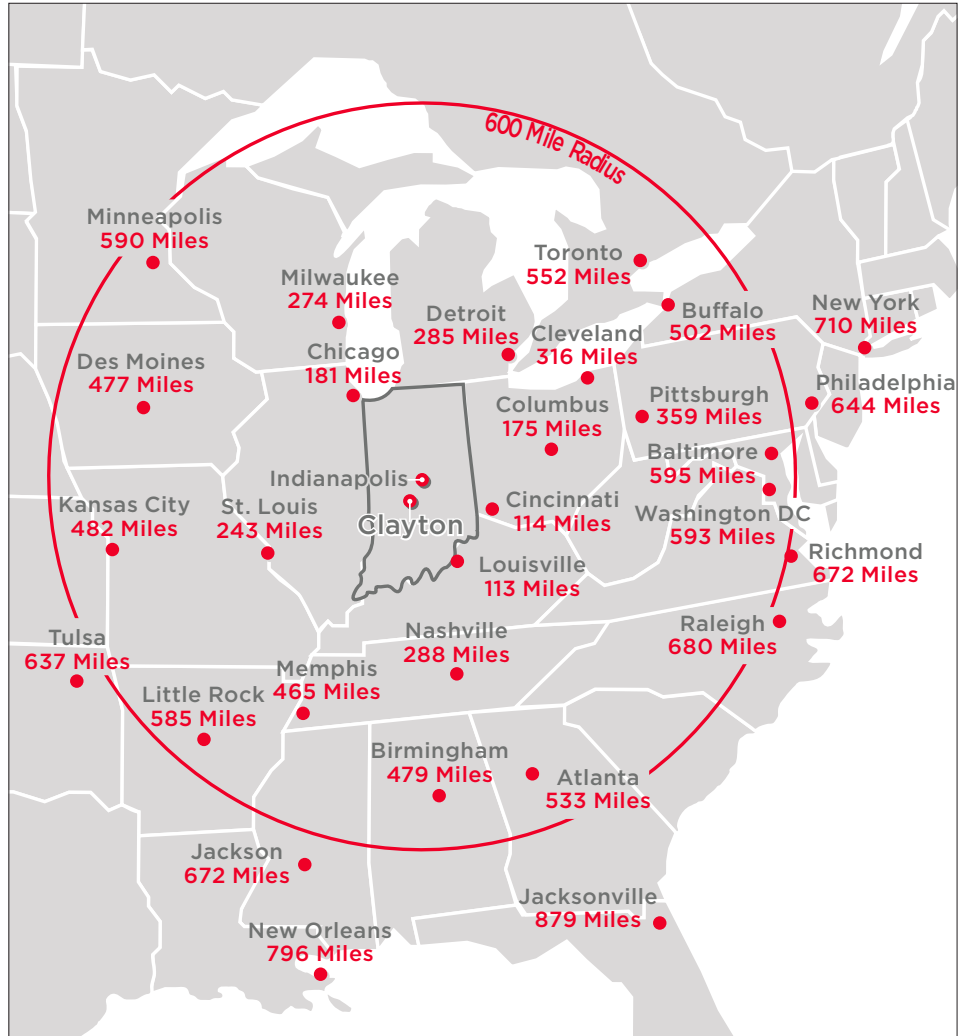 600 Mile Radius
Minneapolis
590 Miles
Toronto
552 Miles
Milwaukee
274 Miles
Detroit
285 Miles
Buffalo
502 Miles
New York
710 Miles
Cleveland
316 Miles
Chicago
181 Miles
Des Moines
477 Miles
Philadelphia
644 Miles
Pittsburgh
359 Miles
Columbus
175 Miles
Baltimore
595 Miles
Indianapolis
Clayton
Kansas City
482 Miles
St. Louis
243 Miles
Cincinnati
114 Miles
Washington DC
593 Miles
Richmond
672 Miles
Louisville
113 Miles
Raleigh
680 Miles
Nashville
288 Miles
Tulsa
637 Miles
Memphis
465 Miles
Little Rock
585 Miles
Birmingham
479 Miles
Atlanta
533 Miles
Jackson
672 Miles
Jacksonville
879 Miles
New Orleans
796 Miles